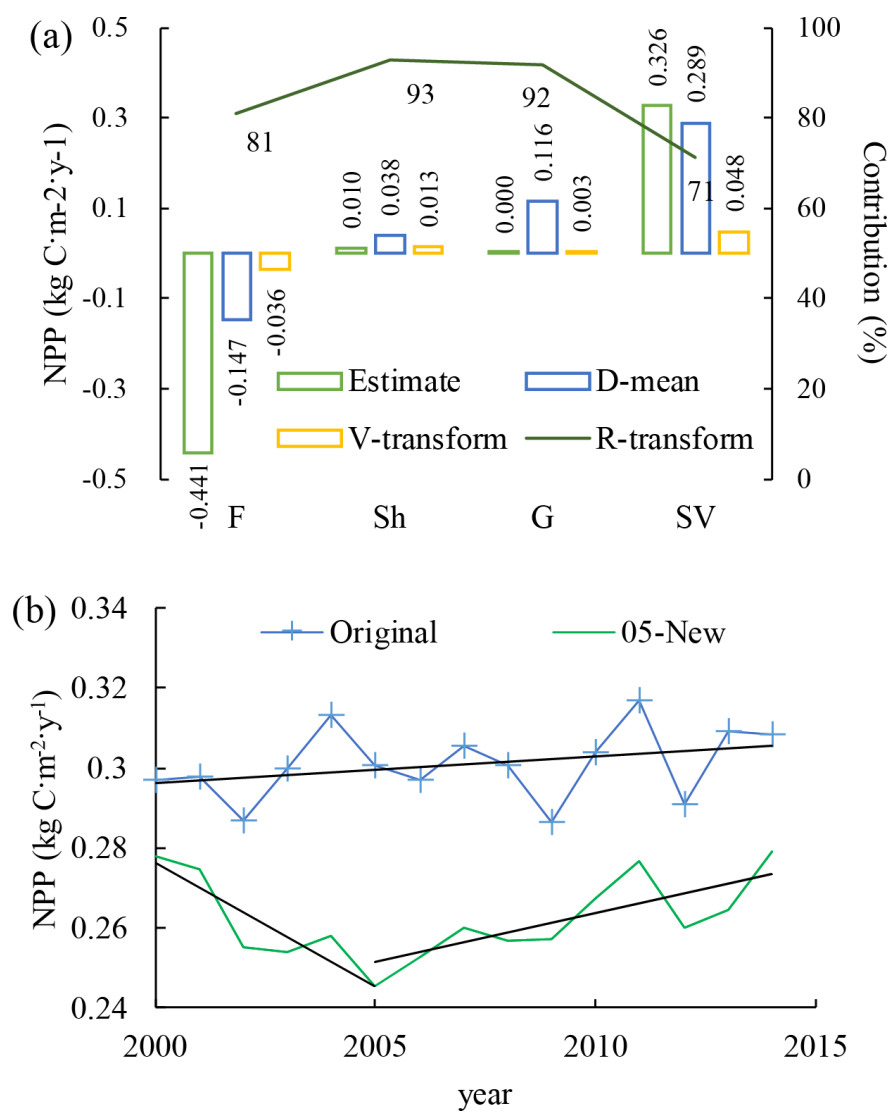 (a)
NPP (kg C·m-2·y-1)
0.5
0.3
0.1
-0.1
-0.3
-0.5
100
80
60
40
20
0
Contribution (%)
81
93
92
71
-0.441
-0.147
-0.036
0.010
0.038
0.013
0.000
0.116
0.003
0.326
0.289
0.048
Estimate
D-mean
V-transform
R-transform
F
Sh
G
SV
(b)
NPP (kg C·m⁻²·y⁻¹)
0.34
0.32
0.3
0.28
0.26
0.24
Original
05-New
2000
2005
2010
2015
year